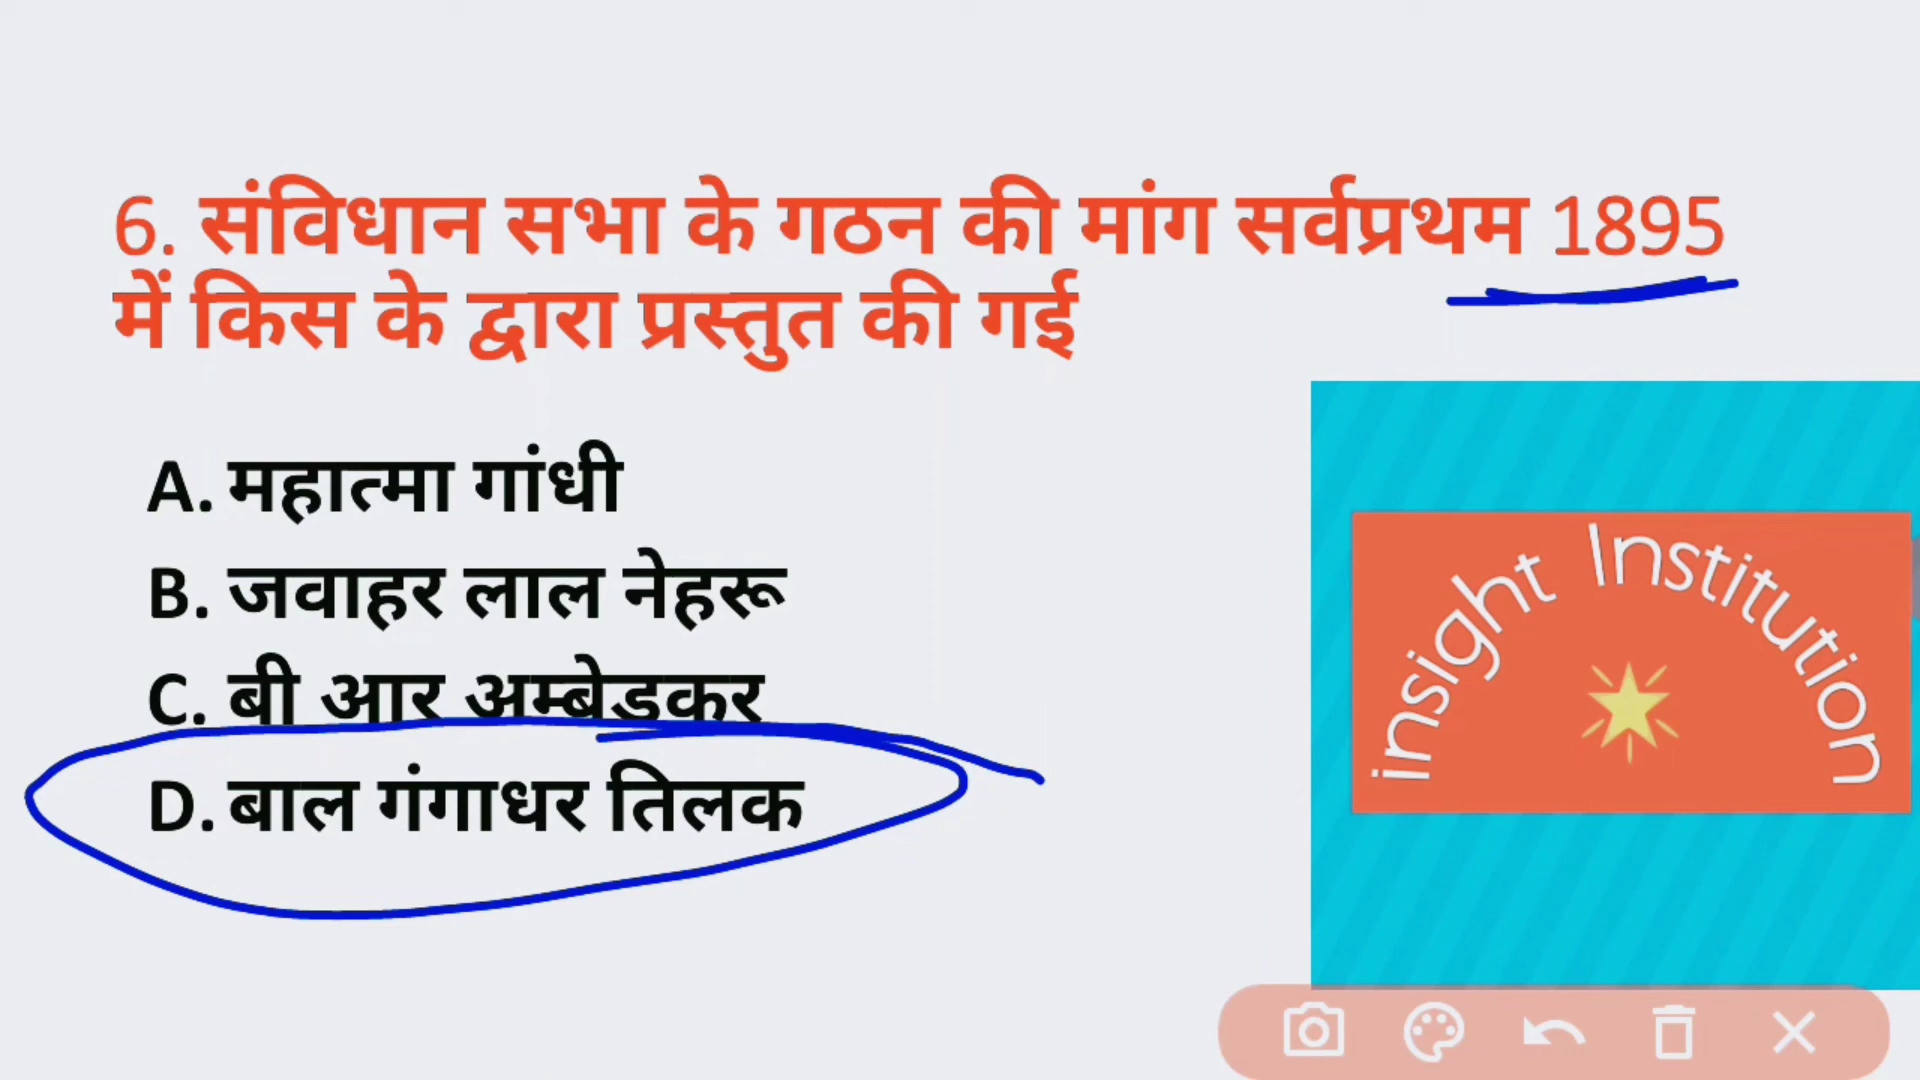 6. संविधान सभा के गठन की मांग सर्वप्रथम 1895
में किस के द्वारा प्रस्तुत की गई
A. महात्मा गांधी
B. जवाहर लाल नेहरू
C. बी आर अम्बेडकर
D. बाल गंगाधर तिलक
insight Institution